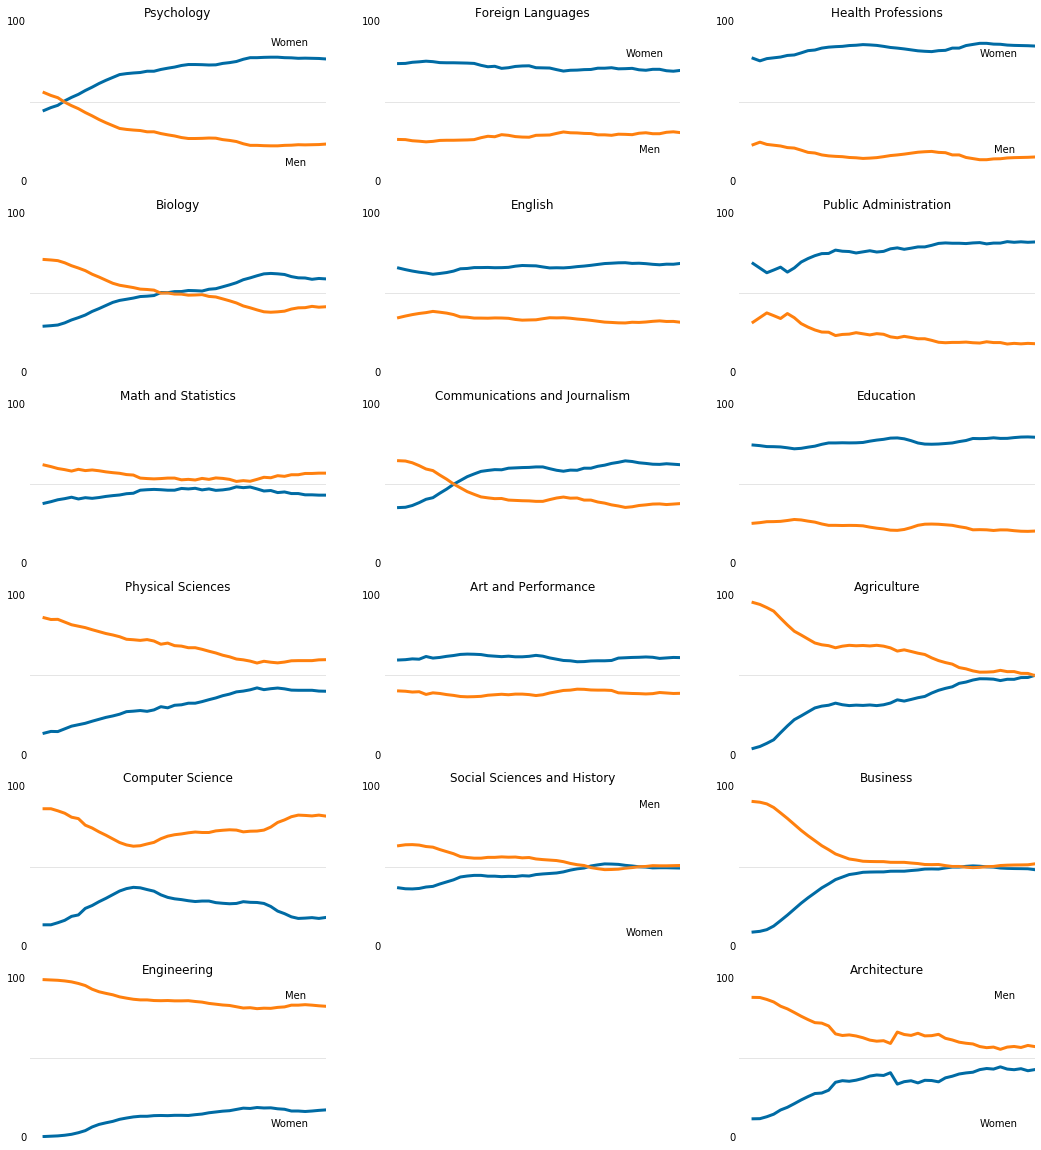 Psychology
100
Women
Men
0
Foreign Languages
100
Women
Men
0
Health Professions
100
Women
Men
0
Biology
100
0
English
100
0
Public Administration
100
0
Math and Statistics
100
0
Communications and Journalism
100
0
Education
100
0
Physical Sciences
100
0
Art and Performance
100
0
Agriculture
100
0
Computer Science
100
0
Social Sciences and History
100
Men
Women
0
Business
100
0
Engineering
100
Men
Women
0
Architecture
100
Men
Women
0